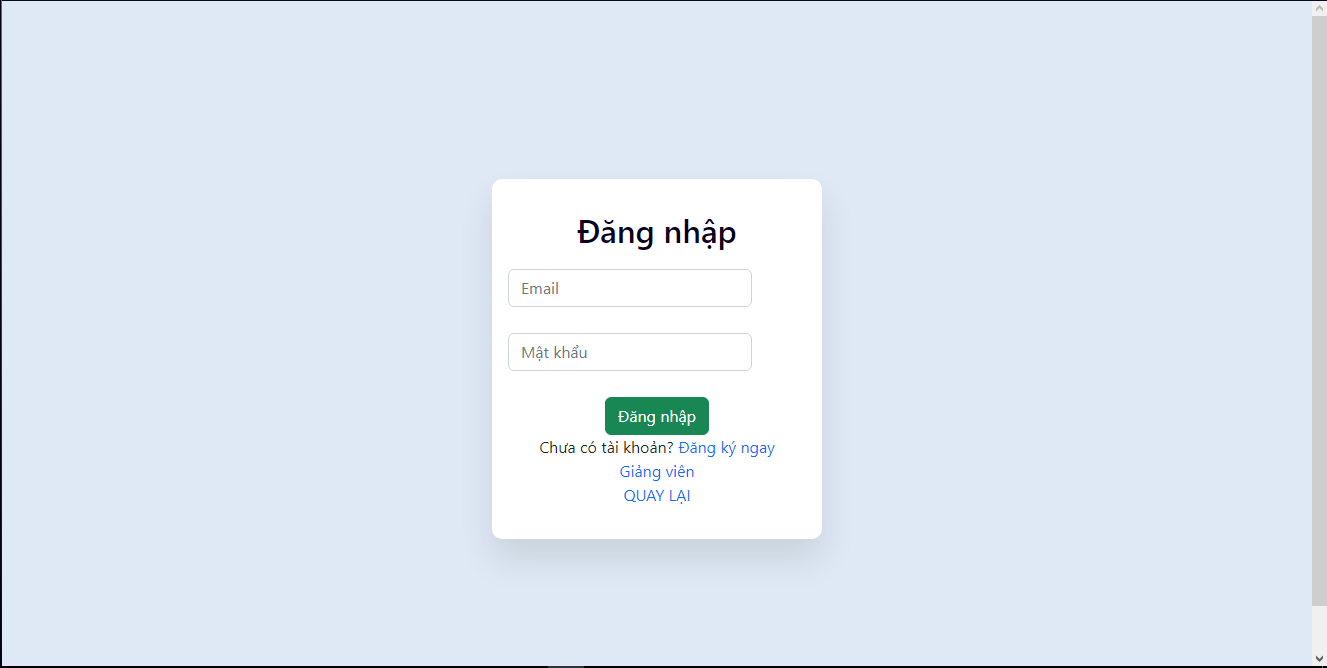 Đăng nhập
Email
Mật khẩu
Đăng nhập
Chưa có tài khoản? Đăng ký ngay
Giảng viên
QUAY LẠI